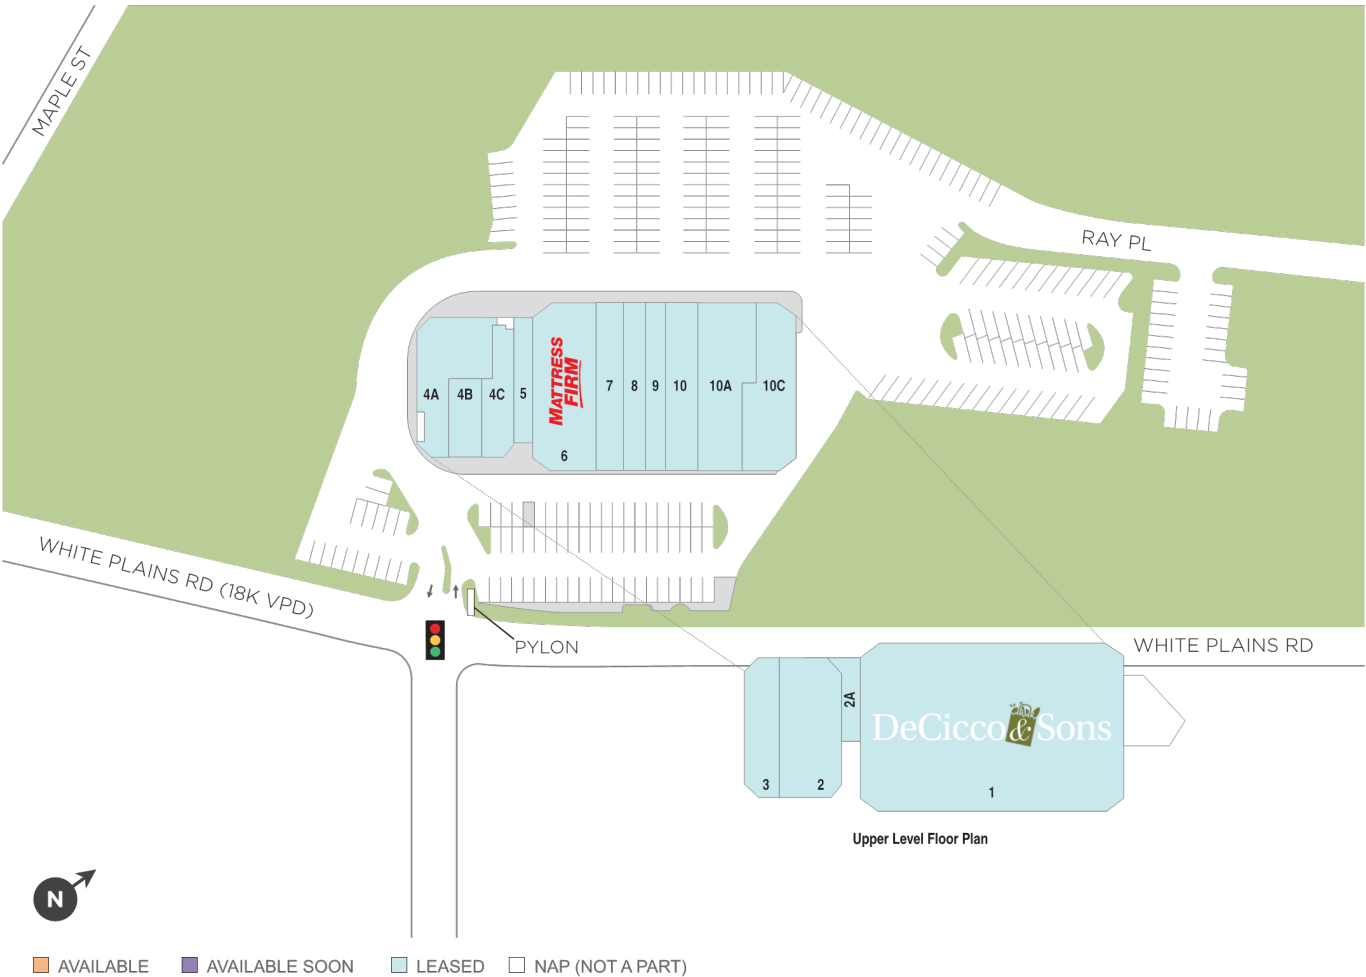 MAPLE ST
RAY PL
MATTRESS
FIRM
4A
4B
4C
5
6
7
8
9
10
10A
10C
WHITE PLAINS RD (18K VPD)
PYLON
WHITE PLAINS RD
2A
DeCicco & Sons
3
2
1
Upper Level Floor Plan
N
AVAILABLE
AVAILABLE SOON
LEASED
NAP (NOT A PART)